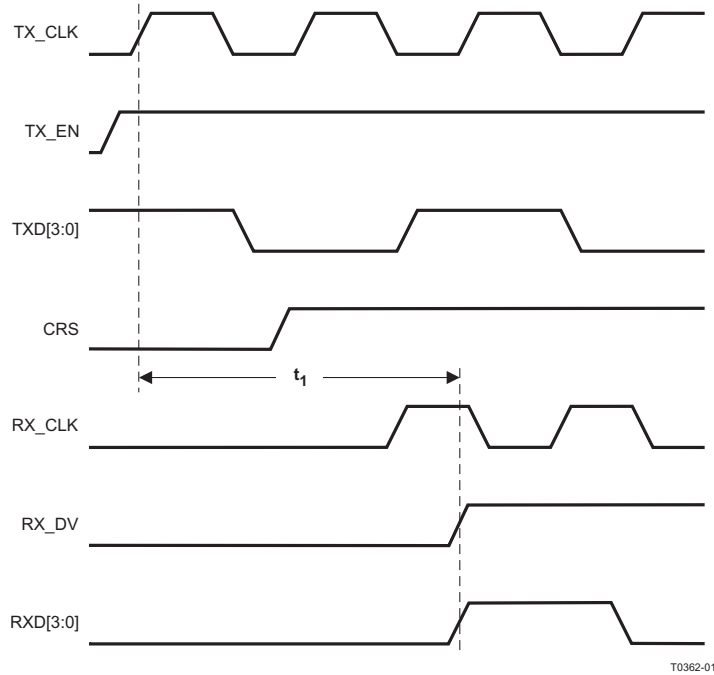 TX_CLK
TX_EN
TXD[3:0]
CRS
t1
RX_CLK
RX_DV
RXD[3:0]
T0362-01